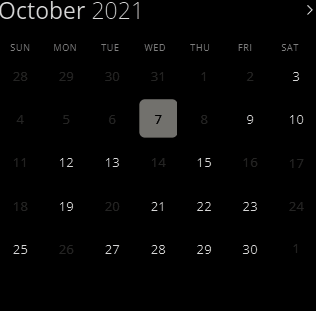 October 2021
SUN MON TUE WED THU FRI SAT
28 29 30 31 1 2 3
4 5 6 7 8 9 10
11 12 13 14 15 16 17
18 19 20 21 22 23 24
25 26 27 28 29 30 1